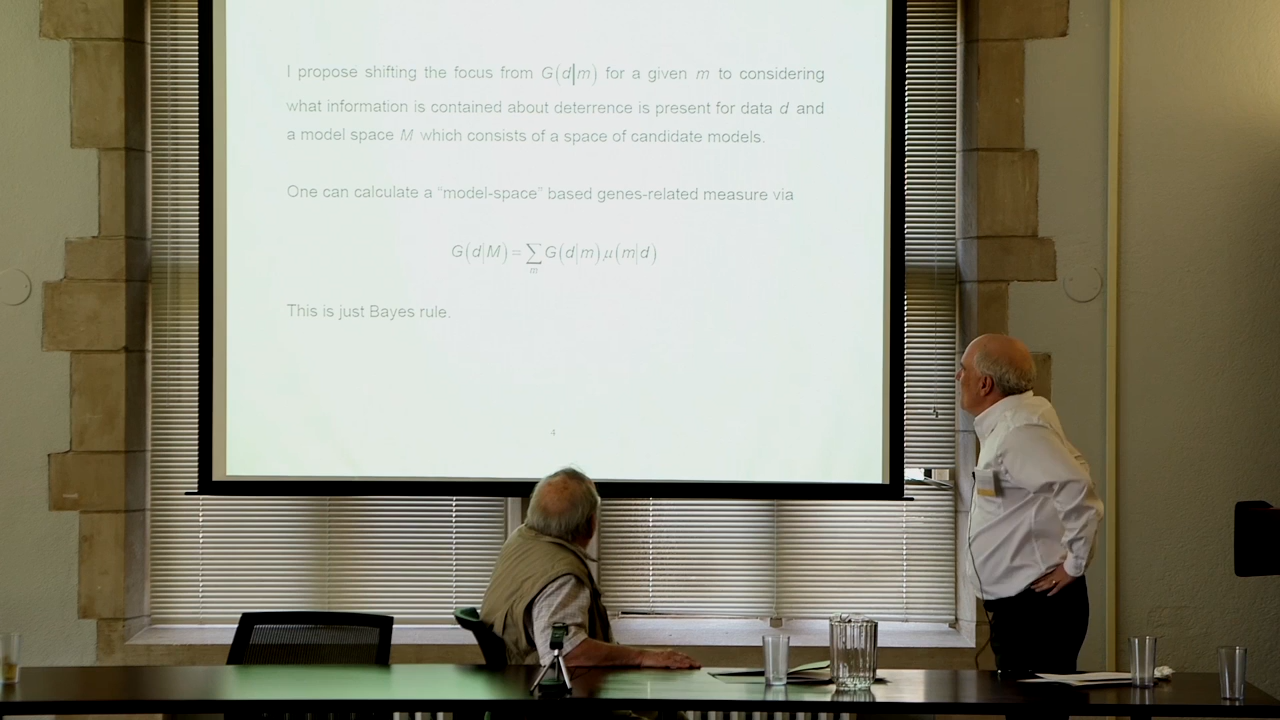 I propose shifting the focus from G(d|m) for a given m to considering
what information is contained about deterrence is present for data d and
a model space M which consists of a space of candidate models.
One can calculate a “model-space” based genes-related measure via
G(d|M) = ∑ G(d|m) μ(m|d)
m
This is just Bayes rule.
4